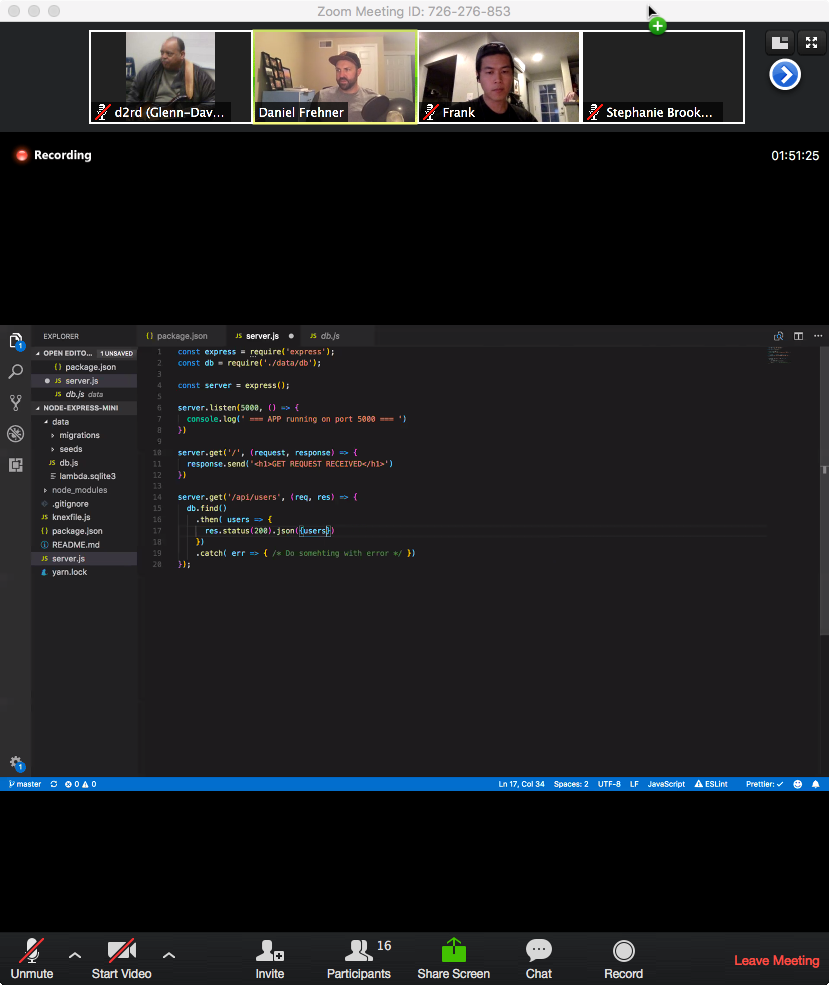 Zoom Meeting ID: 726-276-853
d2rd (Glenn-Dav...
Daniel Frehner
Frank
Stephanie Brook...
Recording
01:51:25
EXPLORER
{ } package.json
JS server.js
JS db.js
OPEN EDITO...
1 UNSAVED
{ } package.json
server.js
JS db.js data
NODE-EXPRESS-MINI
data
migrations
seeds
JS db.js
lambda.sqlite3
node_modules
.gitignore
JS knexfile.js
{ } package.json
README.md
JS server.js
yarn.lock
1 const express = require('express');
2 const db = require('./data/db');
3
4 const server = express();
5
6 server.listen(5000, () => {
7 console.log(' === APP running on port 5000 === ')
8 })
9
10 server.get('/', (request, response) => {
11 response.send('<h1>GET REQUEST RECEIVED</h1>')
12 })
13
14 server.get('/api/users', (req, res) => {
15 db.find()
16 .then( users => {
17 res.status(200).json({users})
18 })
19 .catch( err => { /* Do somehting with error */ })
20 });
1
1
master
0
0
Ln 17, Col 34
Spaces: 2
UTF-8
LF
JavaScript
ESLint
Prettier: ✓
Unmute
Start Video
Invite
16
Participants
Share Screen
Chat
Record
Leave Meeting